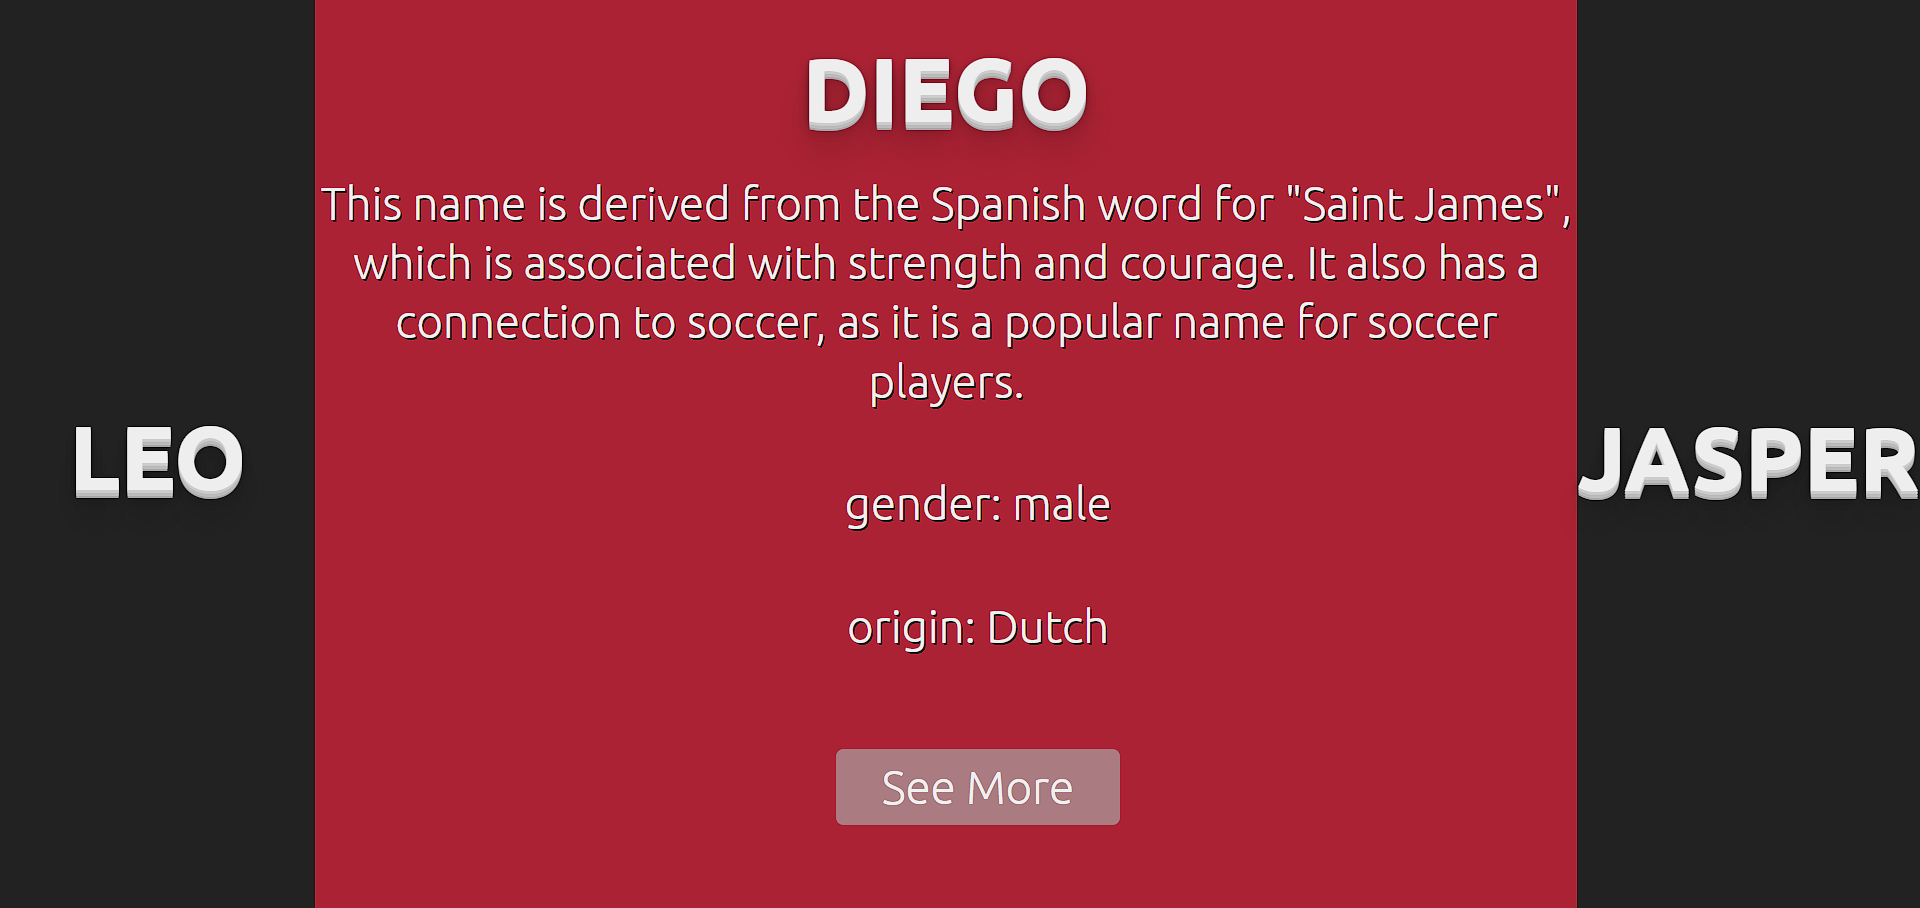 DIEGO
This name is derived from the Spanish word for "Saint James",
which is associated with strength and courage. It also has a
connection to soccer, as it is a popular name for soccer
players.
LEO
JASPER
gender: male
origin: Dutch
See More